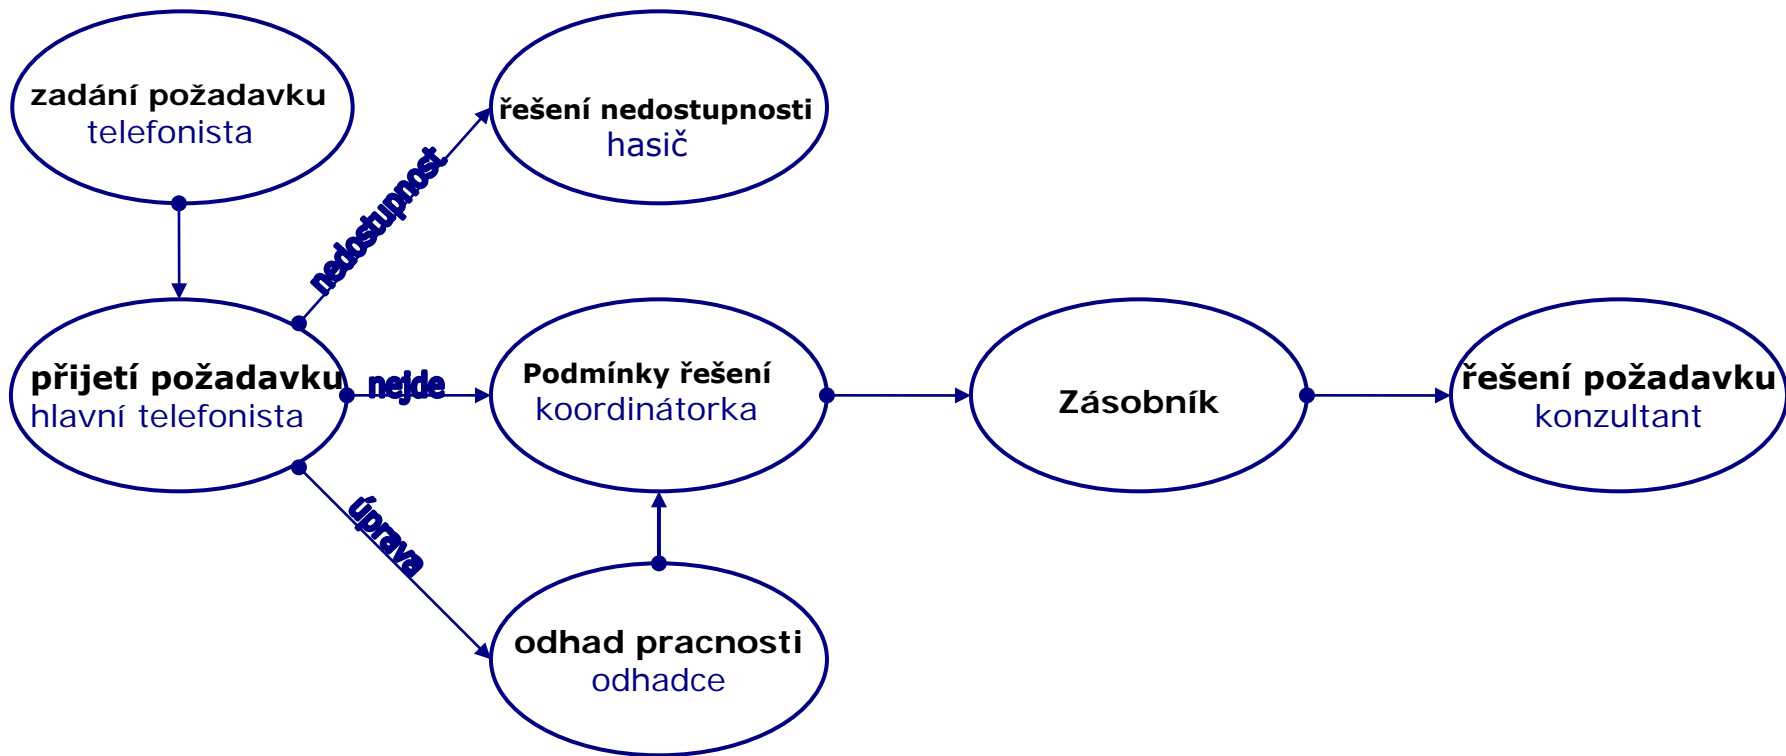 zadání požadavku
telefonista
řešení nedostupnosti
hasič
nedostupnost
přijetí požadavku
hlavní telefonista
nejde
Podmínky řešení
koordinátorka
Zásobník
řešení požadavku
konzultant
úprava
odhad pracnosti
odhadce